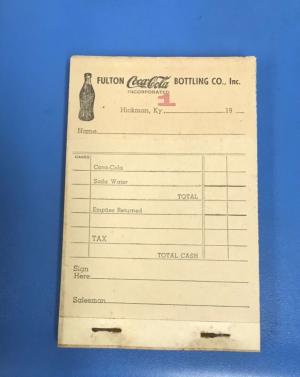 FULTON Coca-Cola BOTTLING CO., Inc.
INCORPORATED
1
Hickman, Ky. 19
Name
CASES
Coca-Cola
Soda Water
TOTAL
Empties Returned
TAX
TOTAL CASH
Sign
Here
Salesman